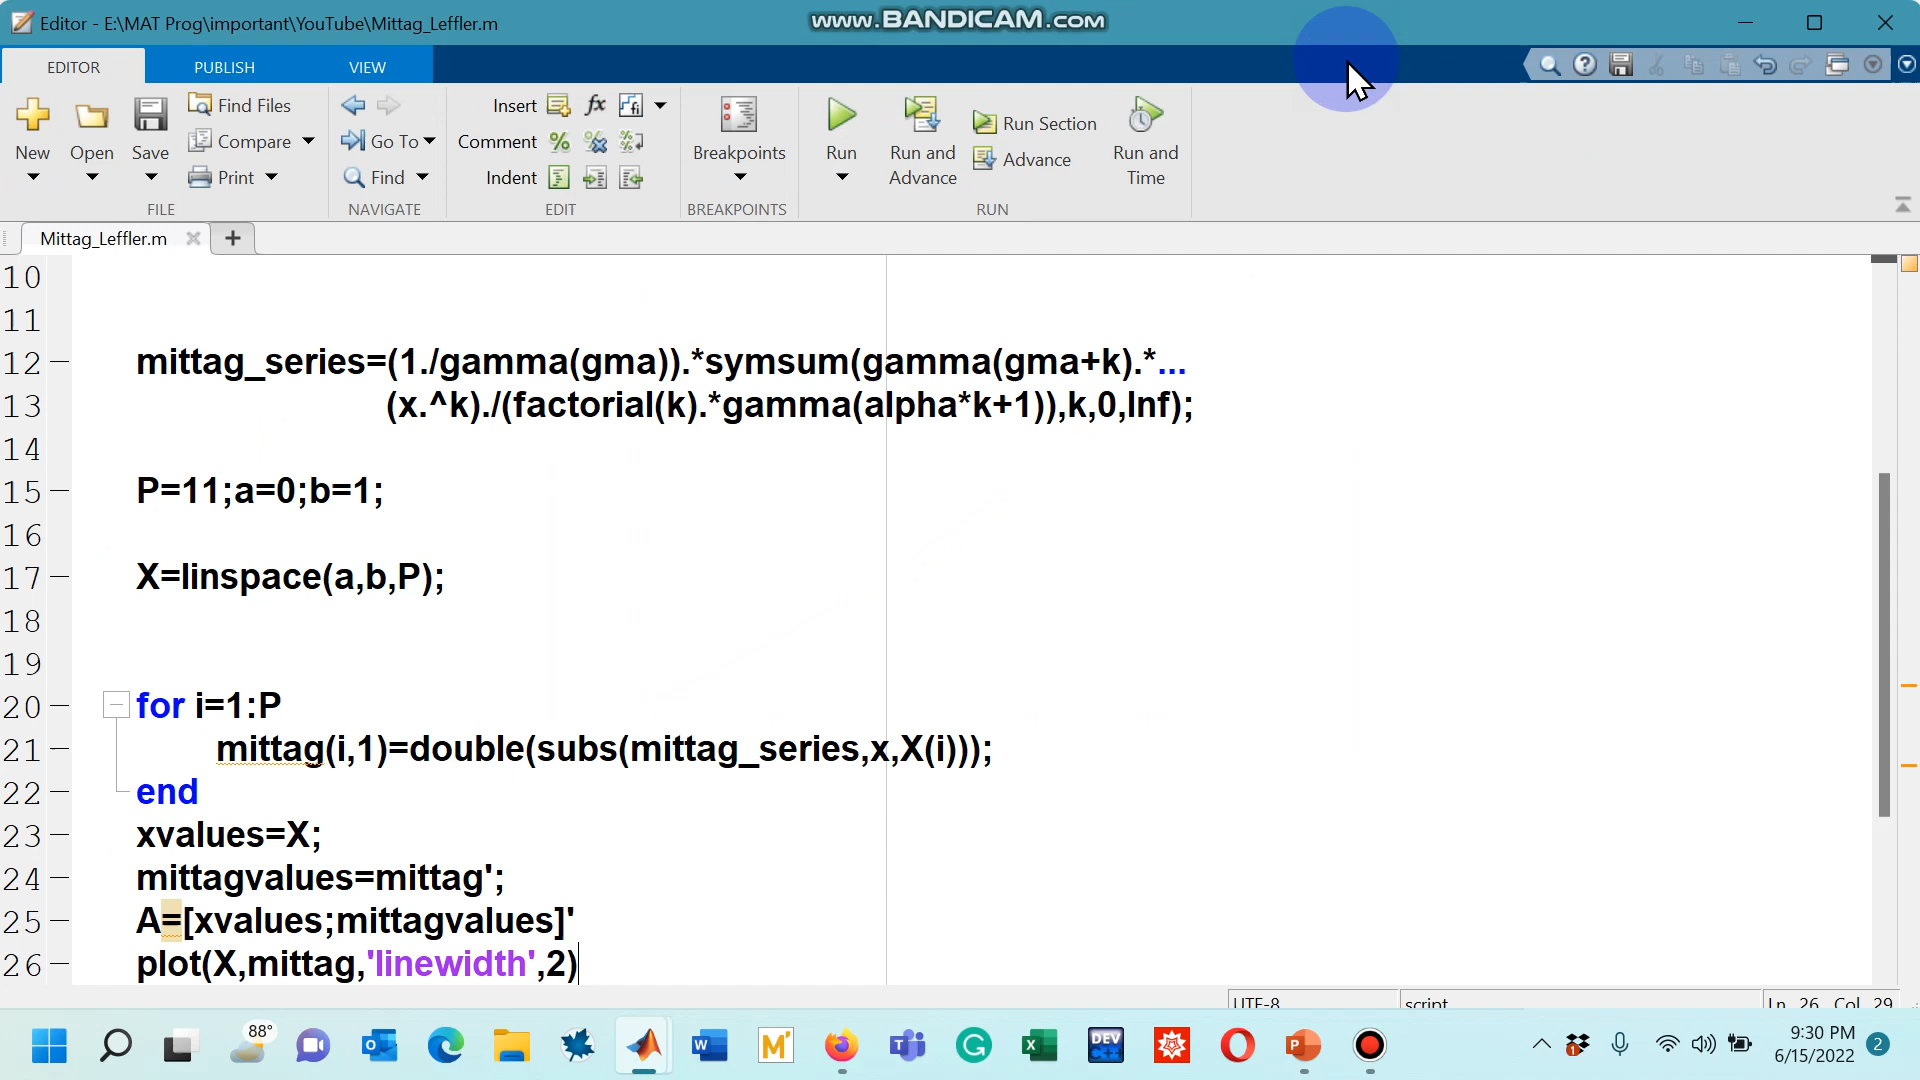 Editor - E:\MAT Prog\important\YouTube\Mittag_Leffler.m
www.BANDICAM.com
EDITOR PUBLISH VIEW
New Open Save Find Files Compare Print
Go To Find
Insert Comment Indent
Breakpoints
Run Run and Advance Run Section Advance Run and Time
FILE NAVIGATE EDIT BREAKPOINTS RUN
Mittag_Leffler.m
10
11
12 mittag_series=(1./gamma(gma)).*symsum(gamma(gma+k).*...
13 (x.^k)./(factorial(k).*gamma(alpha*k+1)),k,0,Inf);
14
15 P=11;a=0;b=1;
16
17 X=linspace(a,b,P);
18
19
20 for i=1:P
21 mittag(i,1)=double(subs(mittag_series,x,X(i)));
22 end
23 xvalues=X;
24 mittagvalues=mittag';
25 A=[xvalues;mittagvalues]'
26 plot(X,mittag,'linewidth',2)
UTF-8 script Ln 26 Col 29
88°
DEV C++
9:30 PM
6/15/2022
2